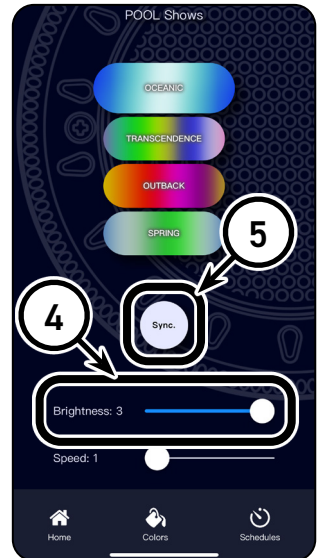 POOL Shows
OCEANIC
TRANSCENDENCE
OUTBACK
SPRING
5
4
Sync.
Brightness: 3
Speed: 1
Home Colors Schedules